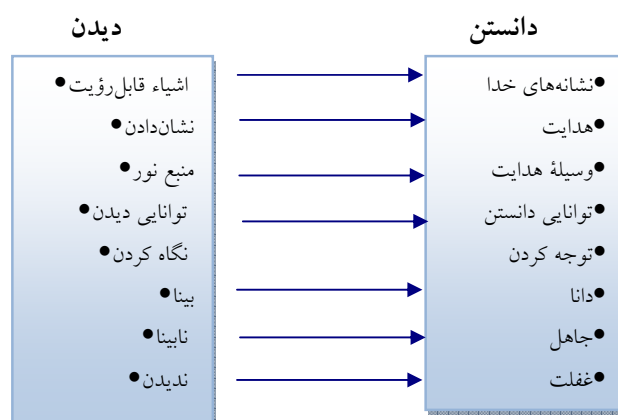 دیدن
اشیاء قابل‌رؤیت●
نشان‌دادن●
منبع نور●
توانایی دیدن●
نگاه کردن●
بینا●
نابینا●
ندیدن●
دانستن
●نشانه‌های خدا
●هدایت
●وسیلۀ هدایت
●توانایی دانستن
●توجه کردن
●دانا
●جاهل
●غفلت